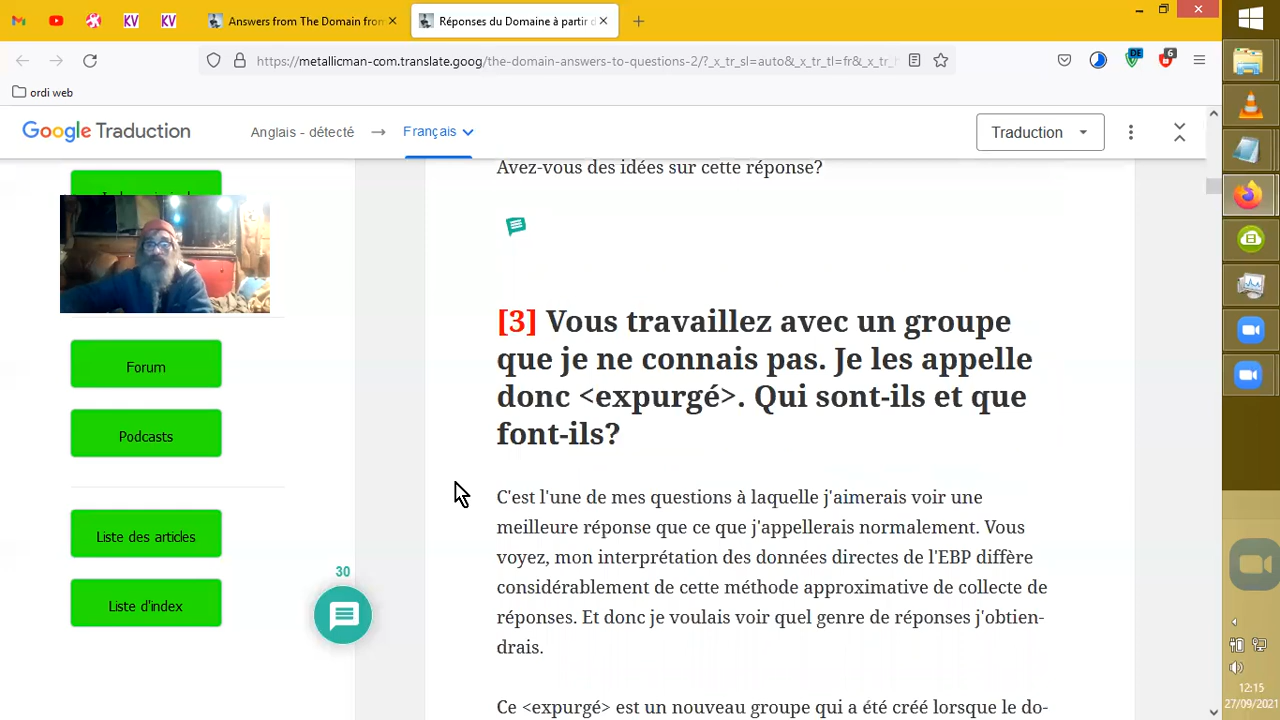 Answers from The Domain from
Réponses du Domaine à partir d
https://metallicman-com.translate.goog/the-domain-answers-to-questions-2/?_x_tr_sl=auto&_x_tr_tl=fr&_x_tr_h
DE
6
ordi web
Google Traduction
Anglais - détecté
Français
Traduction
Avez-vous des idées sur cette réponse?
[3] Vous travaillez avec un groupe
que je ne connais pas. Je les appelle
donc <expurgé>. Qui sont-ils et que
font-ils?
Forum
Podcasts
C'est l'une de mes questions à laquelle j'aimerais voir une
meilleure réponse que ce que j'appellerais normalement. Vous
voyez, mon interprétation des données directes de l'EBP diffère
considérablement de cette méthode approximative de collecte de
réponses. Et donc je voulais voir quel genre de réponses j'obtien-
drais.
Liste des articles
30
Liste d'index
Ce <expurgé> est un nouveau groupe qui a été créé lorsque le do-
12:15
27/09/2021